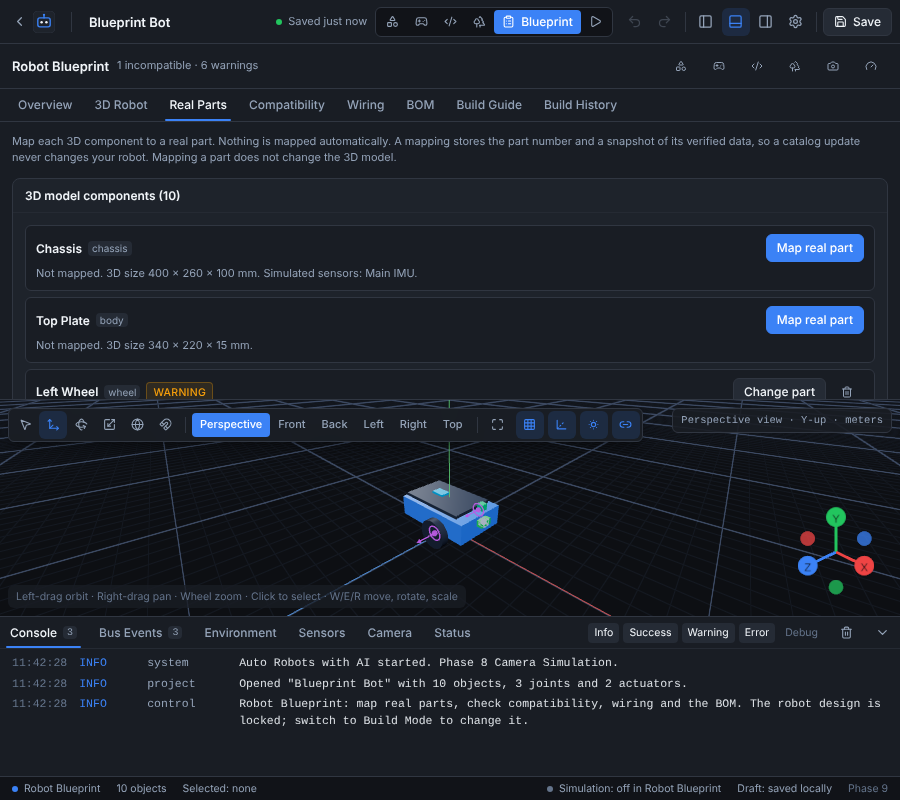 Blueprint Bot
Saved just now
Blueprint
Save
Robot Blueprint 1 incompatible · 6 warnings
Overview 3D Robot Real Parts Compatibility Wiring BOM Build Guide Build History
Map each 3D component to a real part. Nothing is mapped automatically. A mapping stores the part number and a snapshot of its verified data, so a catalog update
never changes your robot. Mapping a part does not change the 3D model.
3D model components (10)
Chassis chassis Map real part
Not mapped. 3D size 400 × 260 × 100 mm. Simulated sensors: Main IMU.
Top Plate body Map real part
Not mapped. 3D size 340 × 220 × 15 mm.
Left Wheel wheel WARNING Change part
Perspective Front Back Left Right Top
Perspective view · Y-up · meters
Y
Z
X
Left-drag orbit · Right-drag pan · Wheel zoom · Click to select · W/E/R move, rotate, scale
Console 3 Bus Events 3 Environment Sensors Camera Status Info Success Warning Error Debug
11:42:28 INFO system Auto Robots with AI started. Phase 8 Camera Simulation.
11:42:28 INFO project Opened "Blueprint Bot" with 10 objects, 3 joints and 2 actuators.
11:42:28 INFO control Robot Blueprint: map real parts, check compatibility, wiring and the BOM. The robot design is
locked; switch to Build Mode to change it.
Robot Blueprint 10 objects Selected: none Simulation: off in Robot Blueprint Draft: saved locally Phase 9